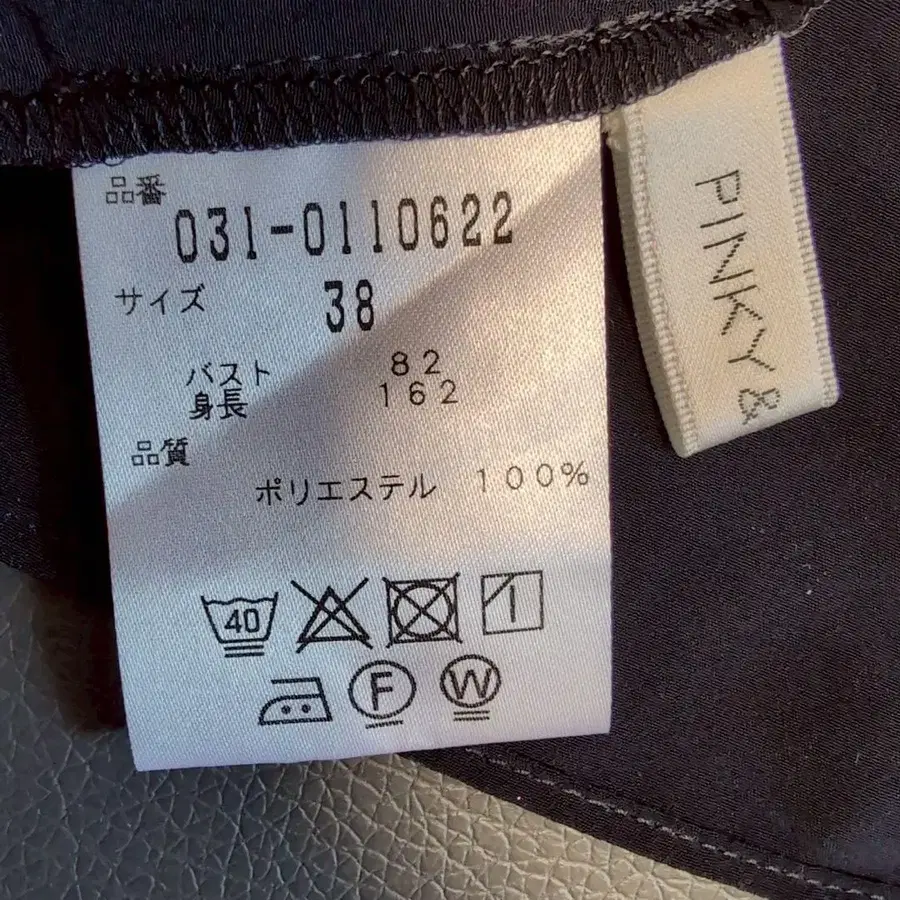 品番
031-0110622
サイズ 38
バスト 82
身長 162
品質
ポリエステル 100%
40
F
W
PINKY&